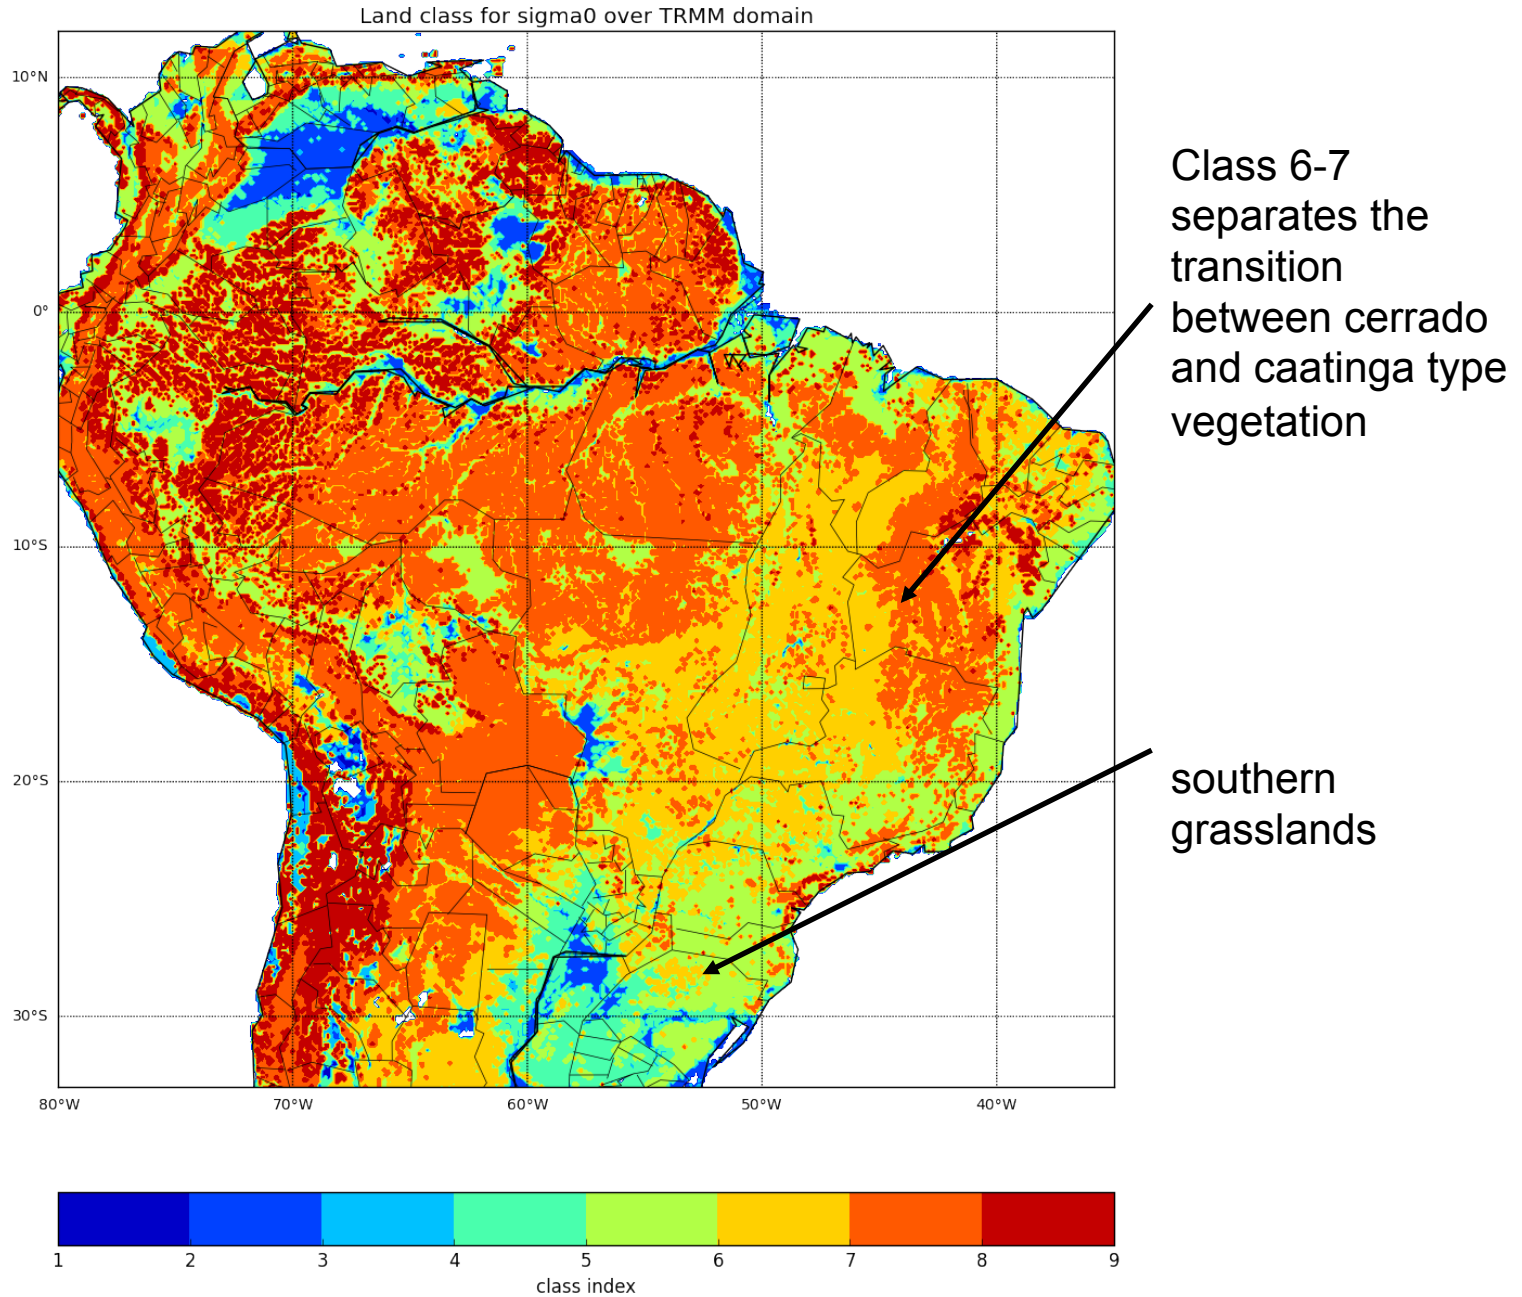 Land class for sigma0 over TRMM domain
10°N
0°
10°S
20°S
30°S
80°W
70°W
60°W
50°W
40°W
Class 6-7
separates the
transition
between cerrado
and caatinga type
vegetation
southern
grasslands
1
2
3
4
5
6
7
8
9
class index